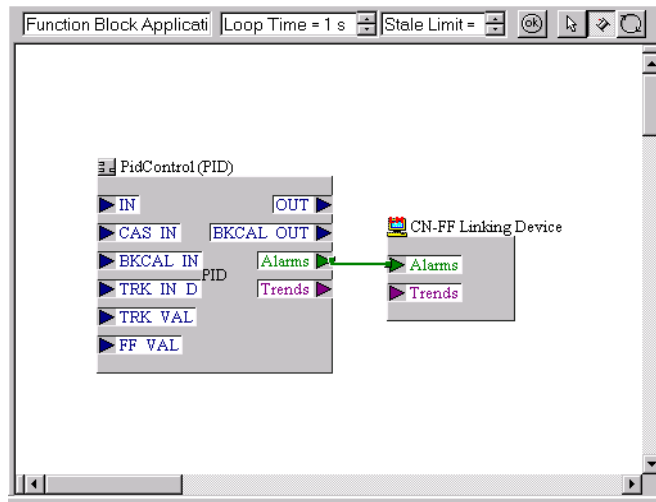 Function Block Applicati Loop Time = 1 s Stale Limit = ok
PidControl (PID)
IN OUT
CAS IN BKCAL OUT
CN-FF Linking Device
BKCAL IN Alarms Alarms
PID
TRK IN D Trends Trends
TRK VAL
FF VAL